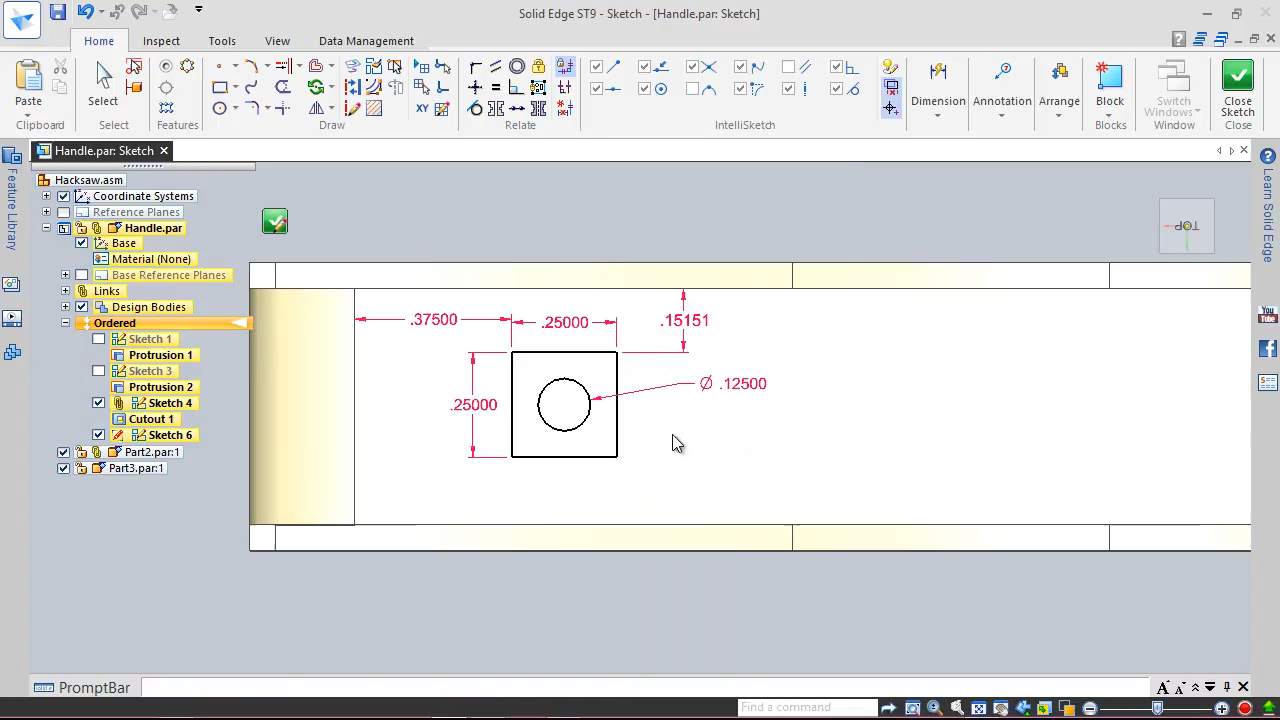 Solid Edge ST9 - Sketch - [Handle.par: Sketch]
Home Inspect Tools View Data Management
Paste Select Close Sketch
Dimension Annotation Arrange Block Switch Windows
Clipboard Select Features Draw Relate IntelliSketch Blocks Window Close
Handle.par: Sketch
Hacksaw.asm
Coordinate Systems
Reference Planes
Handle.par
Base
Material (None)
Base Reference Planes
Links
Design Bodies
Ordered
Sketch 1
Protrusion 1
Sketch 3
Protrusion 2
Sketch 4
Cutout 1
Sketch 6
Part2.par:1
Part3.par:1
Feature Library
Learn Solid Edge
You Tube
TOP
.37500 .25000 .15151
Ø .12500
.25000
PromptBar
A A
Find a command